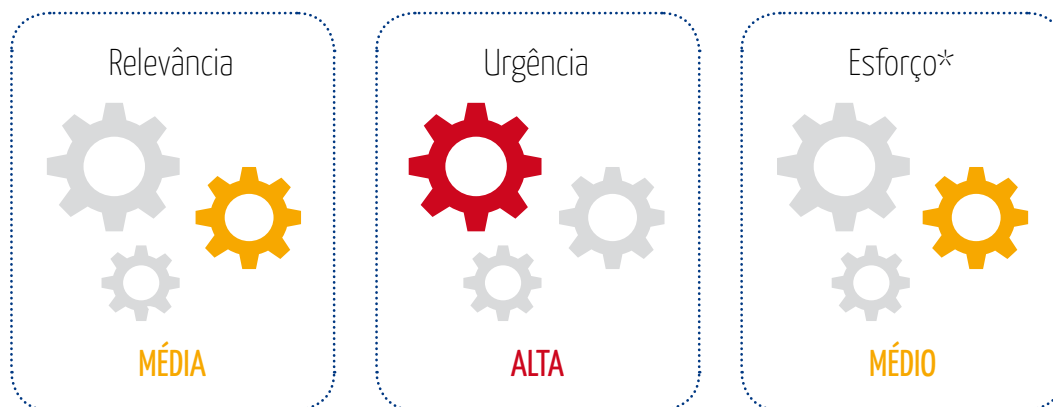 Relevância
Urgência
Esforço*
MÉDIA
ALTA
MÉDIO